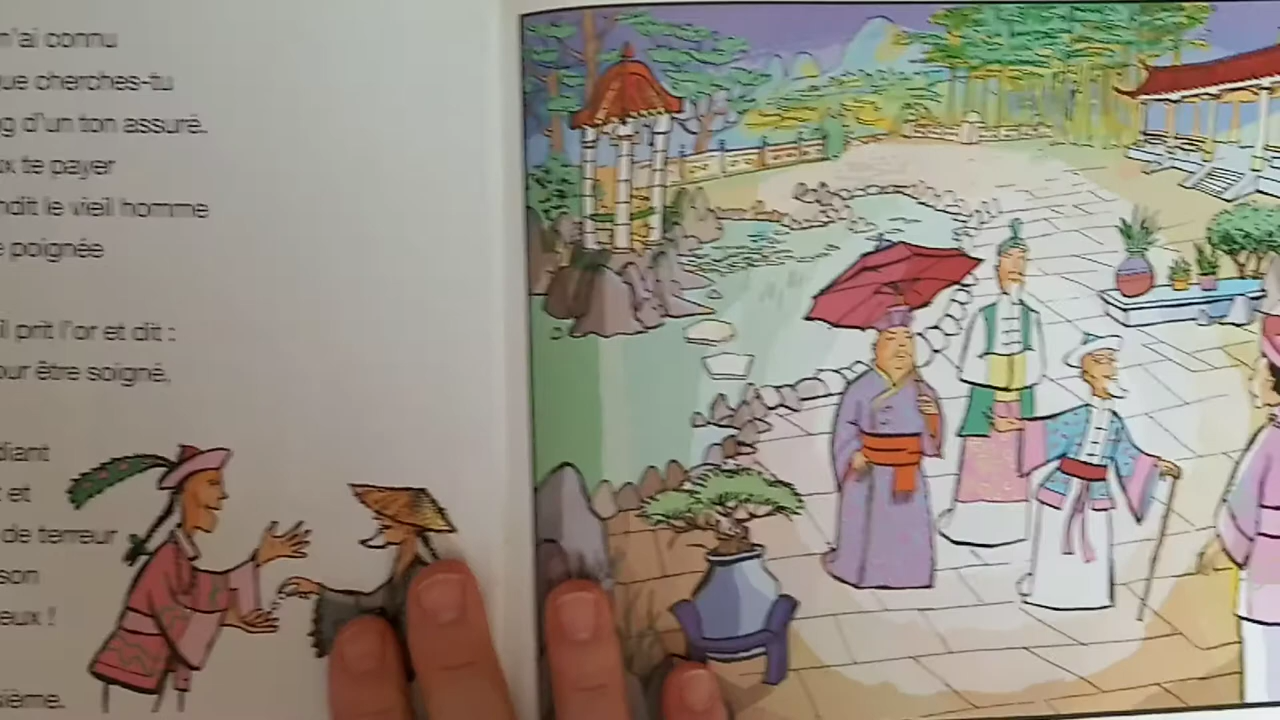 n'ai connu
ue cherches-tu
g d'un ton assuré.
x te payer
ndit le vieil homme
e poignée
il prit l'or et dit :
our être soigné,
diant
et
de terreur
son
eux !
sième.